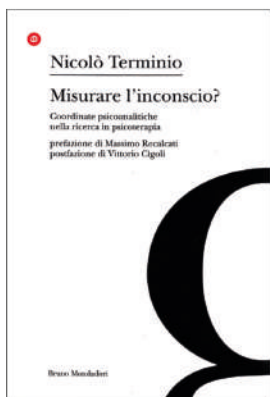 Nicolò Terminio
Misurare l'inconscio?
Coordinate psicoanalitiche
nella ricerca in psicoterapia
prefazione di Massimo Recalcati
postfazione di Vittorio Cigoli
Bruno Mondadori